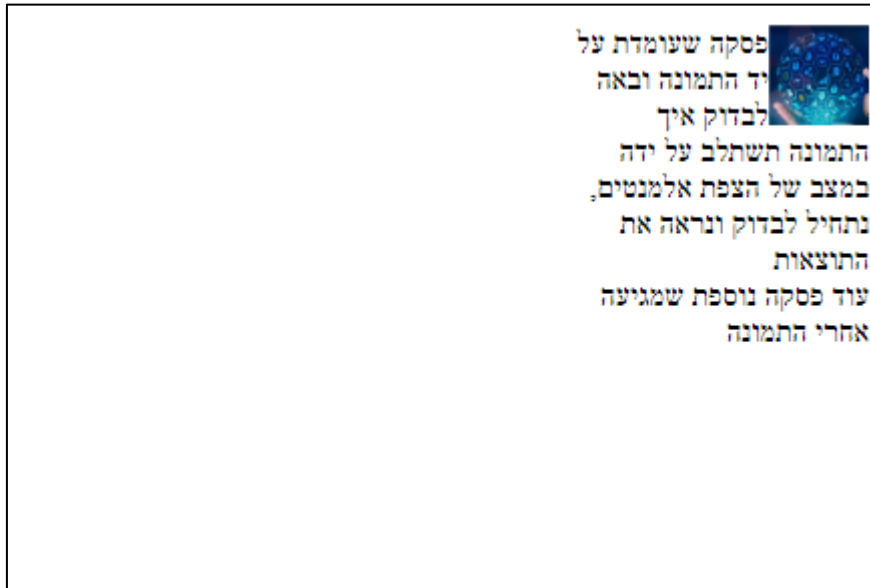 פסקה שעומדת על
יד התמונה ובאה
לבדוק איך
התמונה תשתלב על ידה
במצב של הצפת אלמנטים,
נתחיל לבדוק ונראה את
התוצאות
עוד פסקה נוספת שמגיעה
אחרי התמונה